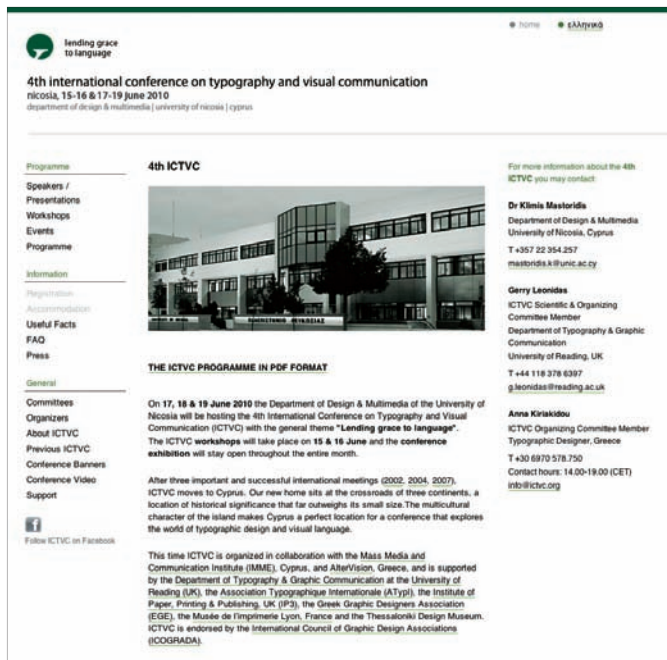 home
ελληνικά
lending grace
to language
4th international conference on typography and visual communication
nicosia, 15-16 & 17-19 June 2010
department of design & multimedia | university of nicosia | cyprus
Programme
Speakers /
Presentations
Workshops
Events
Programme
Information
Registration
Accommodation
Useful Facts
FAQ
Press
General
Committees
Organizers
About ICTVC
Previous ICTVC
Conference Banners
Conference Video
Support
Follow ICTVC on Facebook
4th ICTVC
THE ICTVC PROGRAMME IN PDF FORMAT
On 17, 18 & 19 June 2010 the Department of Design & Multimedia of the University of
Nicosia will be hosting the 4th International Conference on Typography and Visual
Communication (ICTVC) with the general theme "Lending grace to language".
The ICTVC workshops will take place on 15 & 16 June and the conference
exhibition will stay open throughout the entire month.
After three important and successful international meetings (2002, 2004, 2007),
ICTVC moves to Cyprus. Our new home sits at the crossroads of three continents, a
location of historical significance that far outweighs its small size. The multicultural
character of the island makes Cyprus a perfect location for a conference that explores
the world of typographic design and visual language.
This time ICTVC is organized in collaboration with the Mass Media and
Communication Institute (IMME), Cyprus, and AlterVision, Greece, and is supported
by the Department of Typography & Graphic Communication at the University of
Reading (UK), the Association Typographique Internationale (ATypI), the Institute of
Paper, Printing & Publishing, UK (IP3), the Greek Graphic Designers Association
(EGE), the Musée de l'imprimerie Lyon, France and the Thessaloniki Design Museum.
ICTVC is endorsed by the International Council of Graphic Design Associations
(ICOGRADA).
For more information about the 4th
ICTVC you may contact:
Dr Klimis Mastoridis
Department of Design & Multimedia
University of Nicosia, Cyprus
T +357 22 354.257
mastoridis.k@unic.ac.cy
Gerry Leonidas
ICTVC Scientific & Organizing
Committee Member
Department of Typography & Graphic
Communication
University of Reading, UK
T +44 118 378 6397
g.leonidas@reading.ac.uk
Anna Kiriakidou
ICTVC Organizing Committee Member
Typographic Designer, Greece
T +30 6970 578.750
Contact hours: 14.00-19.00 (CET)
info@ictvc.org